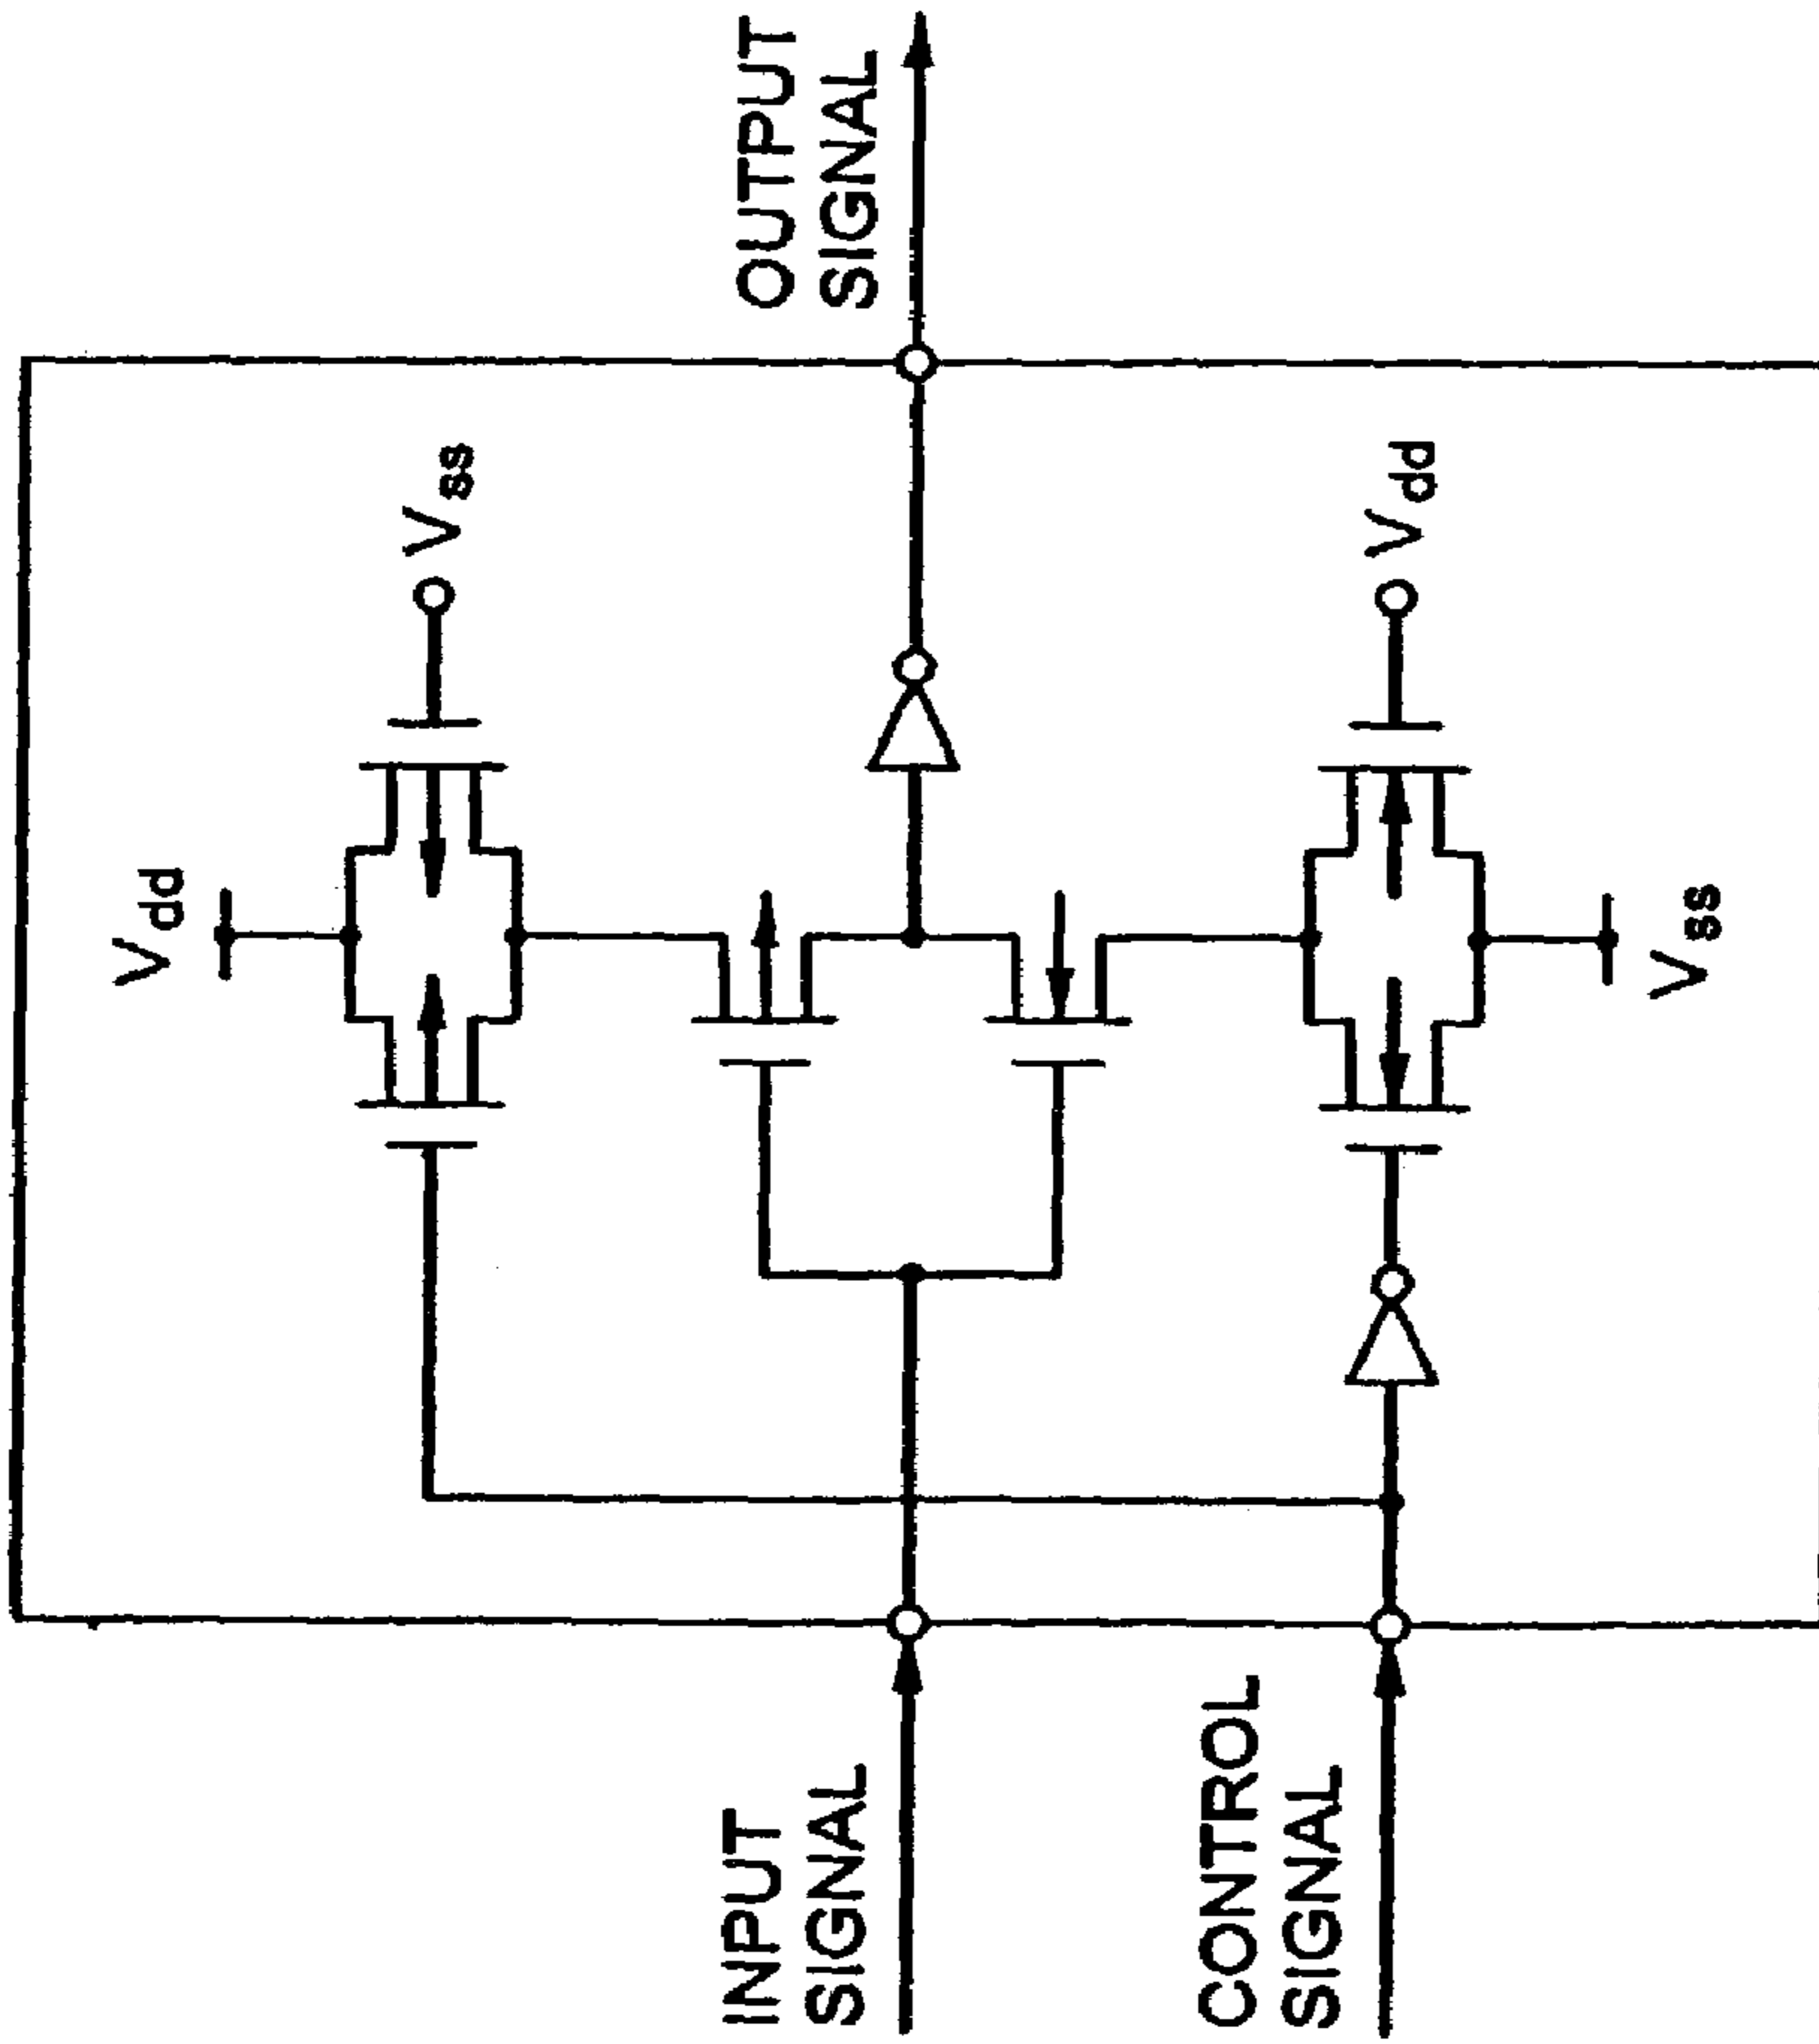 INPUT
SIGNAL
CONTROL
SIGNAL
Vdd
Vss
Vdd
Vss
OUTPUT
SIGNAL